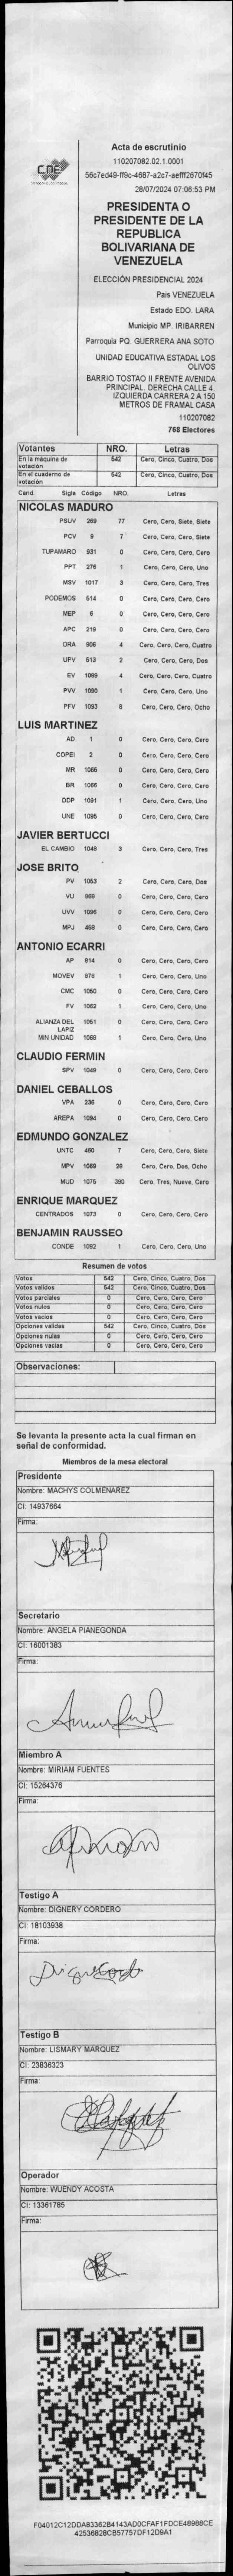 CNE
Acta de escrutinio
110207082.02.1.0001
28/07/2024 07:06:53 PM
PRESIDENTA O
PRESIDENTE DE LA
REPUBLICA
BOLIVARIANA DE
VENEZUELA
ELECCIÓN PRESIDENCIAL 2024
Pais VENEZUELA
Estado EDO. LARA
Municipio MP. IRIBARREN
Parroquia PQ. GUERRERA ANA SOTO
UNIDAD EDUCATIVA ESTADAL LOS
OLIVOS
BARRIO TOSTAO II FRENTE AVENIDA
PRINCIPAL. DERECHA CALLE 4.
IZQUIERDA CARRERA 2 A 150
METROS DE FRAMAL CASA
110207082
768 Electores
Votantes NRO. Letras
En la máquina de votación 542 Cero, Cinco, Cuatro, Dos
En el cuaderno de votación 542 Cero, Cinco, Cuatro, Dos
Cand. Sigla Código NRO. Letras
NICOLAS MADURO
PSUV 269 77 Cero, Cero, Siete, Siete
PCV 9 7 Cero, Cero, Cero, Siete
TUPAMARO 931 0 Cero, Cero, Cero, Cero
PPT 276 1 Cero, Cero, Cero, Uno
MSV 1017 3 Cero, Cero, Cero, Tres
PODEMOS 514 0 Cero, Cero, Cero, Cero
MEP 6 0 Cero, Cero, Cero, Cero
APC 219 0 Cero, Cero, Cero, Cero
ORA 906 4 Cero, Cero, Cero, Cuatro
UPV 513 2 Cero, Cero, Cero, Dos
EV 1089 4 Cero, Cero, Cero, Cuatro
PVV 1090 1 Cero, Cero, Cero, Uno
PFV 1093 8 Cero, Cero, Cero, Ocho
LUIS MARTINEZ
AD 1 0 Cero, Cero, Cero, Cero
COPEI 2 0 Cero, Cero, Cero, Cero
MR 1065 0 Cero, Cero, Cero, Cero
BR 1066 0 Cero, Cero, Cero, Cero
DDP 1091 1 Cero, Cero, Cero, Uno
UNE 1095 0 Cero, Cero, Cero, Cero
JAVIER BERTUCCI
EL CAMBIO 1048 3 Cero, Cero, Cero, Tres
JOSE BRITO
PV 1053 2 Cero, Cero, Cero, Dos
VU 969 0 Cero, Cero, Cero, Cero
UVV 1096 0 Cero, Cero, Cero, Cero
MPJ 468 0 Cero, Cero, Cero, Cero
ANTONIO ECARRI
AP 914 0 Cero, Cero, Cero, Cero
MOVEV 978 1 Cero, Cero, Cero, Uno
CMC 1050 0 Cero, Cero, Cero, Cero
FV 1062 1 Cero, Cero, Cero, Uno
ALIANZA DEL LAPIZ 1051 0 Cero, Cero, Cero, Cero
MIN UNIDAD 1088 1 Cero, Cero, Cero, Uno
CLAUDIO FERMIN
SPV 1049 0 Cero, Cero, Cero, Cero
DANIEL CEBALLOS
VPA 236 0 Cero, Cero, Cero, Cero
AREPA 1094 0 Cero, Cero, Cero, Cero
EDMUNDO GONZALEZ
UNTC 460 7 Cero, Cero, Cero, Siete
MPV 1089 28 Cero, Cero, Dos, Ocho
MUD 1075 390 Cero, Tres, Nueve, Cero
ENRIQUE MARQUEZ
CENTRADOS 1073 0 Cero, Cero, Cero, Cero
BENJAMIN RAUSSEO
CONDE 1092 1 Cero, Cero, Cero, Uno
Resumen de votos
Votos 542 Cero, Cinco, Cuatro, Dos
Votos validos 542 Cero, Cinco, Cuatro, Dos
Votos parciales 0 Cero, Cero, Cero, Cero
Votos nulos 0 Cero, Cero, Cero, Cero
Votos vacios 0 Cero, Cero, Cero, Cero
Opciones validas 542 Cero, Cinco, Cuatro, Dos
Opciones nulas 0 Cero, Cero, Cero, Cero
Opciones vacias 0 Cero, Cero, Cero, Cero
Observaciones:
Se levanta la presente acta la cual firman en
señal de conformidad.
Miembros de la mesa electoral
Presidente
Nombre: MACHYS COLMENAREZ
CI: 14937664
Firma:
Secretario
Nombre: ANGELA PIANEGONDA
CI: 16001383
Firma:
Miembro A
Nombre: MIRIAM FUENTES
CI: 15264376
Firma:
Testigo A
Nombre: DIGNERY CORDERO
CI: 18103938
Firma:
Testigo B
Nombre: LISMARY MARQUEZ
CI: 23836323
Firma:
Operador
Nombre: WUENDY ACOSTA
CI: 13361785
Firma: